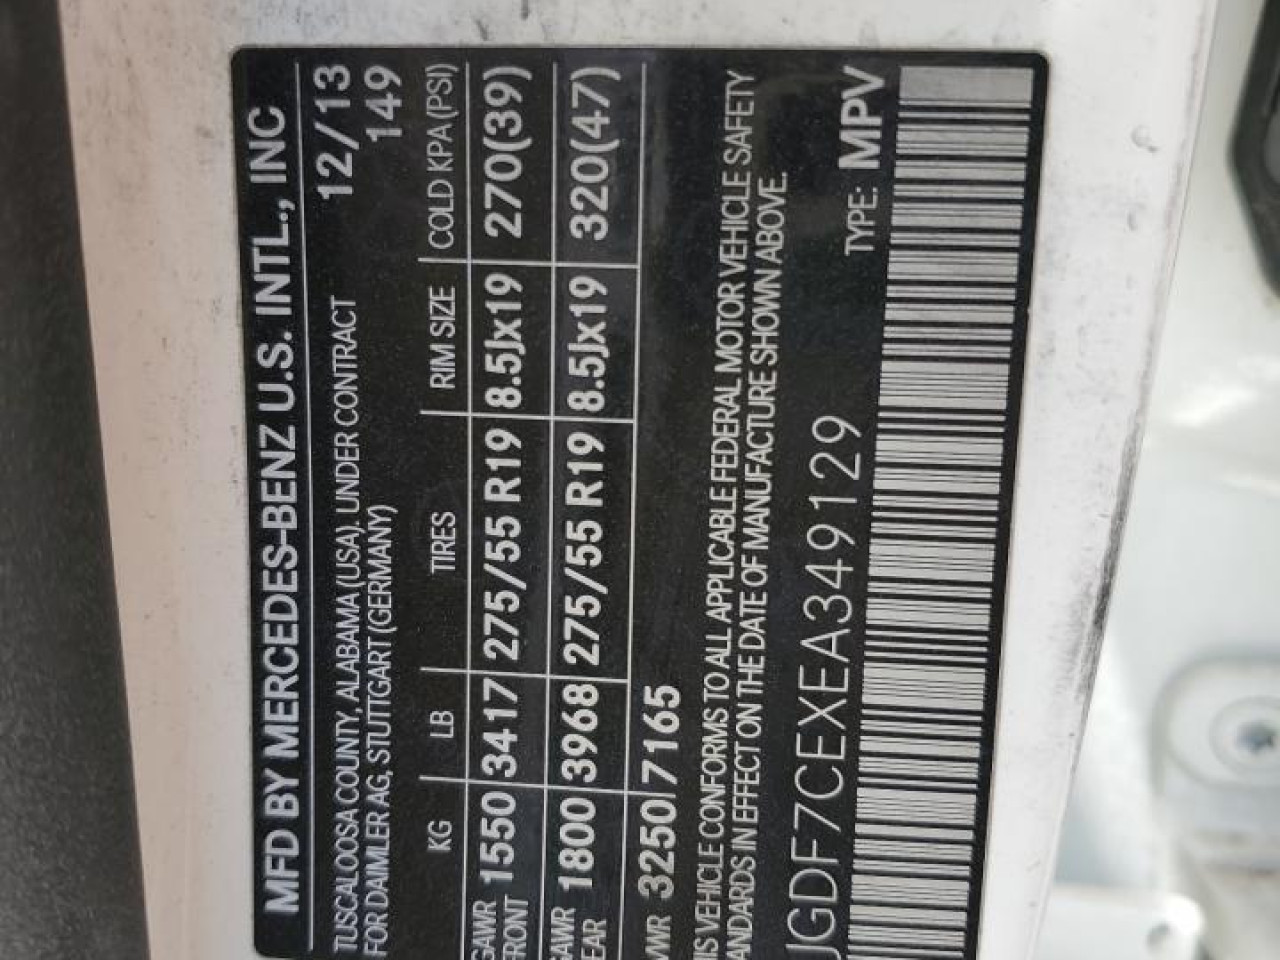 MFD BY MERCEDES-BENZ U.S. INTL., INC
TUSCALOOSA COUNTY, ALABAMA (USA). UNDER CONTRACT 12/13
FOR DAIMLER AG, STUTTGART (GERMANY) 149
KG LB TIRES RIM SIZE COLD KPA (PSI)
GAWR
FRONT 1550 3417 275/55 R19 8.5Jx19 270(39)
GAWR
REAR 1800 3968 275/55 R19 8.5Jx19 320(47)
VWR 3250/7165
IS VEHICLE CONFORMS TO ALL APPLICABLE FEDERAL MOTOR VEHICLE SAFETY
ANDARDS IN EFFECT ON THE DATE OF MANUFACTURE SHOWN ABOVE.
JGDF7CEXEA349129 TYPE: MPV